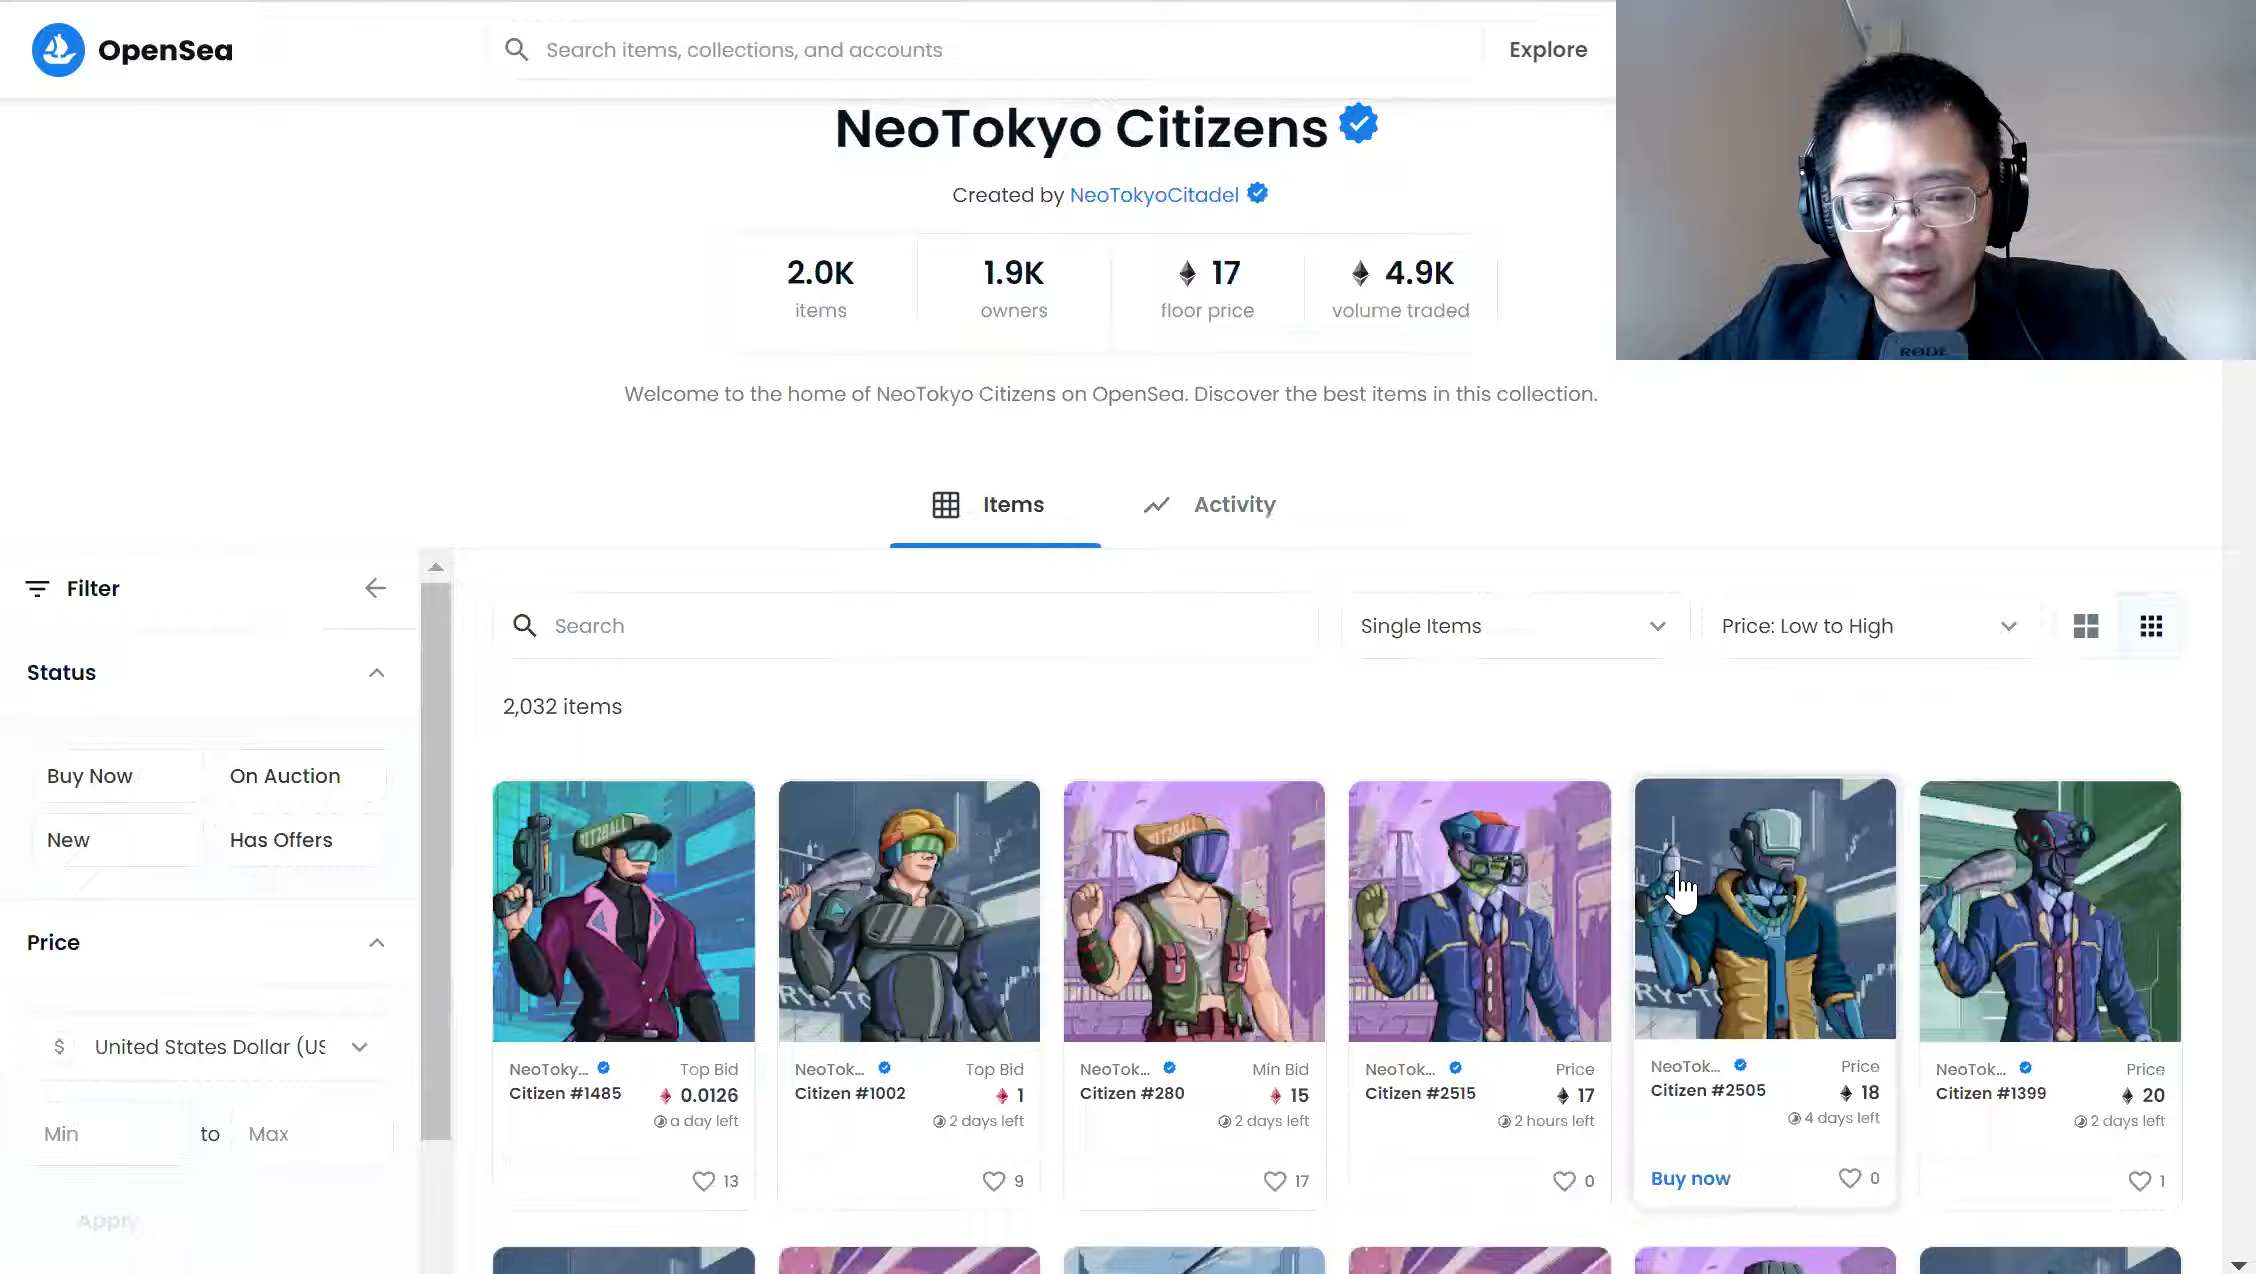 OpenSea
Search items, collections, and accounts
Explore
NeoTokyo Citizens
Created by NeoTokyoCitadel
2.0K
items
1.9K
owners
17
floor price
4.9K
volume traded
RØDE
Welcome to the home of NeoTokyo Citizens on OpenSea. Discover the best items in this collection.
Items
Activity
Filter
Status
Buy Now
On Auction
New
Has Offers
Price
$ United States Dollar (US
Min
to
Max
Apply
Search
Single Items
Price: Low to High
2,032 items
NeoToky...
Top Bid
Citizen #1485
0.0126
a day left
13
NeoTok...
Top Bid
Citizen #1002
1
2 days left
9
NeoTok...
Min Bid
Citizen #280
15
2 days left
17
NeoTok...
Price
Citizen #2515
17
2 hours left
0
NeoTok...
Price
Citizen #2505
18
4 days left
Buy now
0
NeoTok...
Price
Citizen #1399
20
2 days left
1